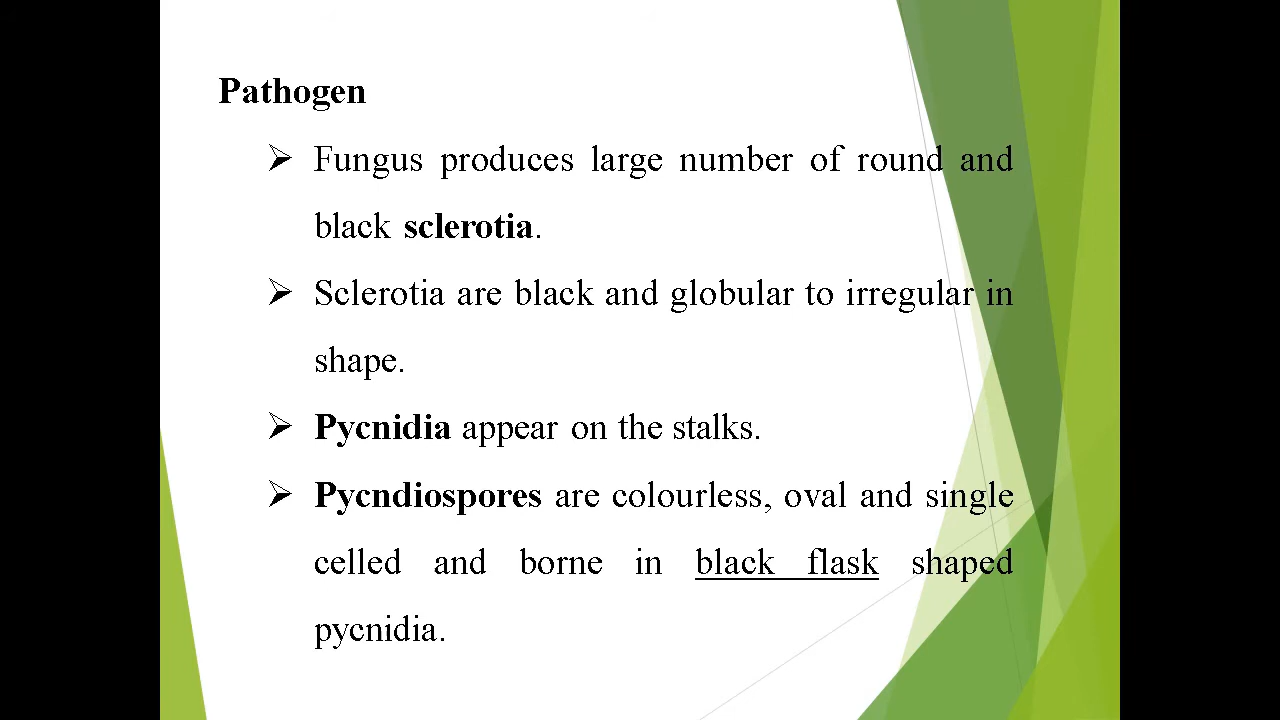 Pathogen
➢ Fungus produces large number of round and
black sclerotia.
➢ Sclerotia are black and globular to irregular in
shape.
➢ Pycnidia appear on the stalks.
➢ Pycndiospores are colourless, oval and single
celled and borne in black flask shaped
pycnidia.